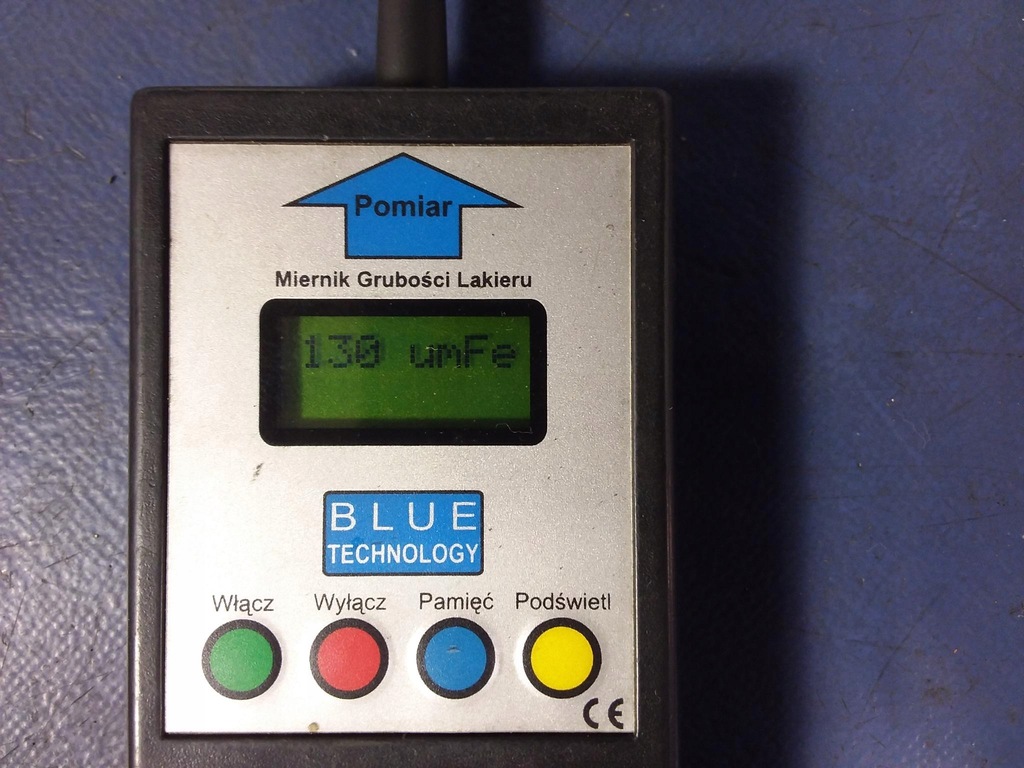 Pomiar
Miernik Grubości Lakieru
130 umFe
BLUE
TECHNOLOGY
Włącz Wyłącz Pamięć Podświetl
CE